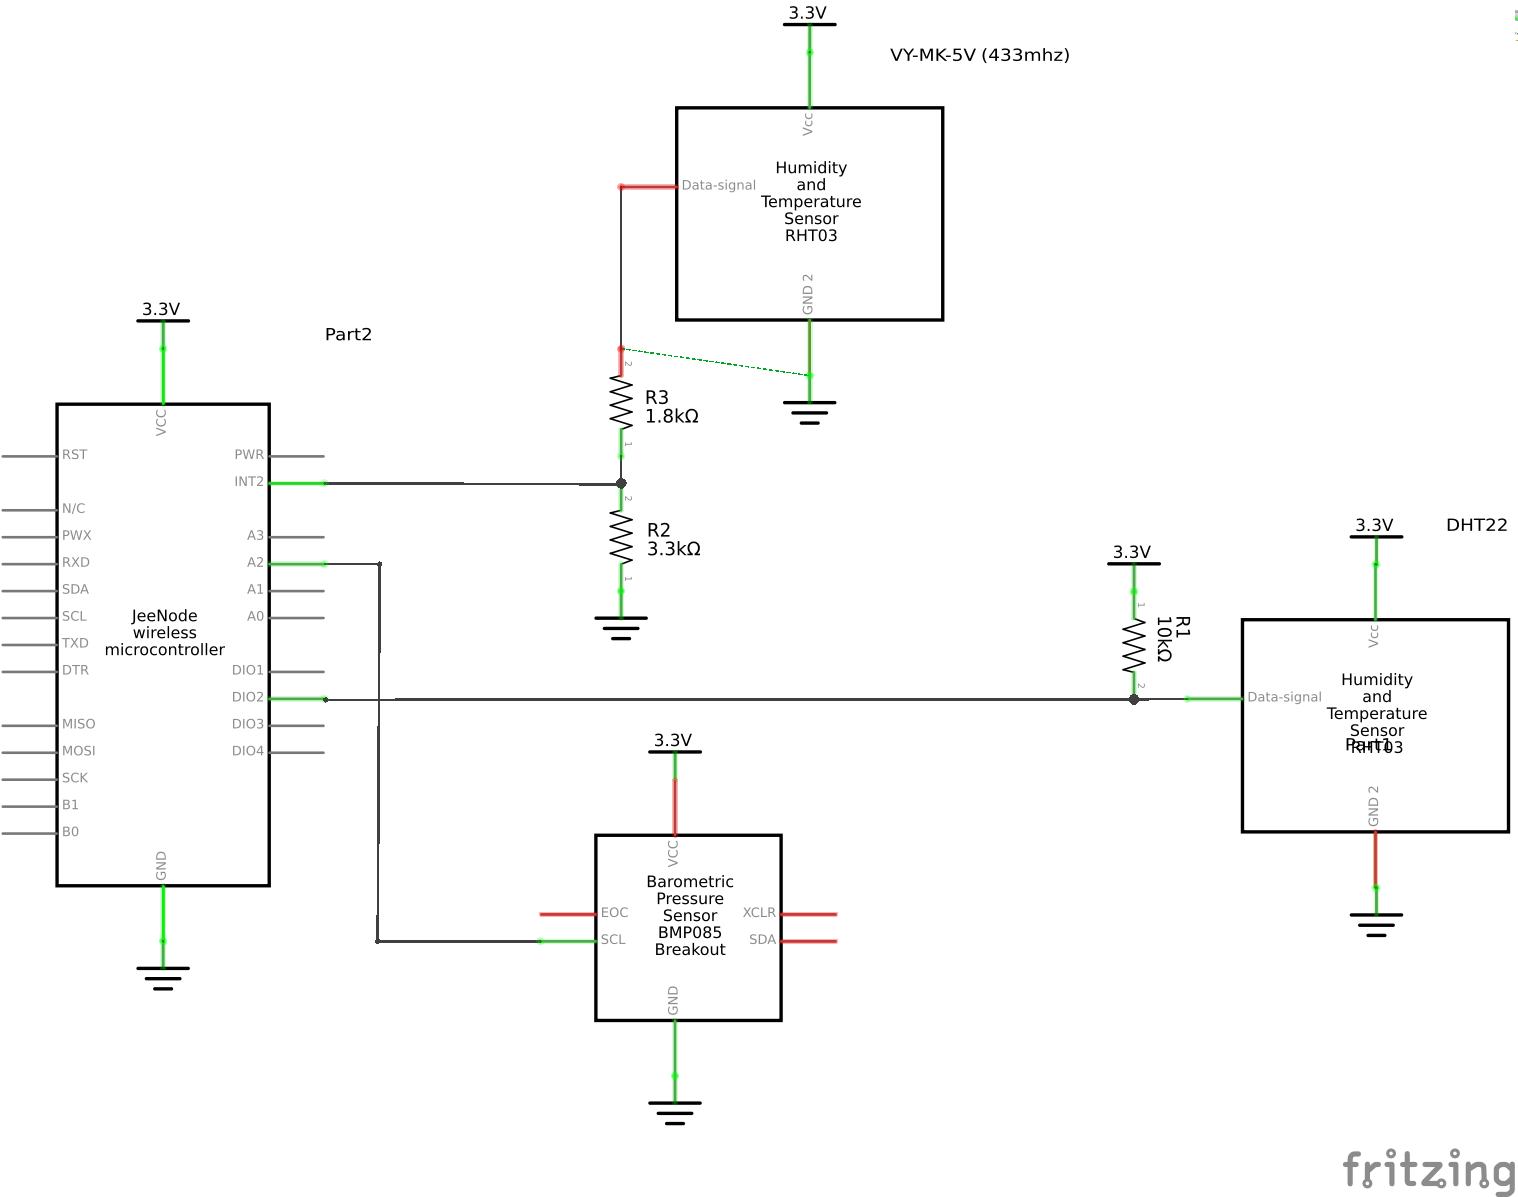 3.3V
VY-MK-5V (433mhz)
Vcc
Humidity
and
Temperature
Sensor
RHT03
Data-signal
GND 2
3.3V
Part2
VCC
RST
N/C
PWX
RXD
SDA
SCL
TXD
DTR
MISO
MOSI
SCK
B1
B0
PWR
INT2
A3
A2
A1
A0
DIO1
DIO2
DIO3
DIO4
JeeNode
wireless
microcontroller
GND
2
R3
1.8kΩ
1
2
R2
3.3kΩ
1
3.3V
1
R1
10kΩ
2
3.3V
DHT22
Vcc
Data-signal
Humidity
and
Temperature
Sensor
RHT03
Part1
GND 2
3.3V
VCC
Barometric
Pressure
Sensor
BMP085
Breakout
EOC
SCL
XCLR
SDA
GND
fritzing